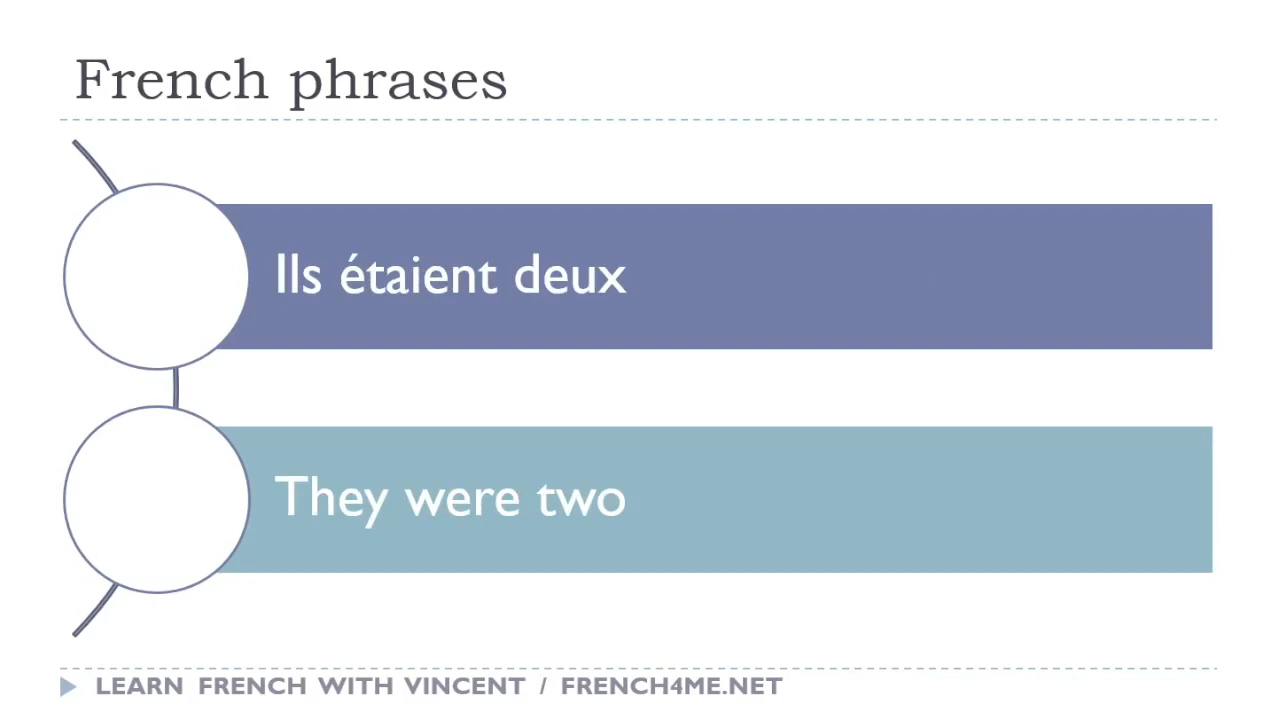 French phrases
Ils étaient deux
They were two
LEARN FRENCH WITH VINCENT / FRENCH4ME.NET